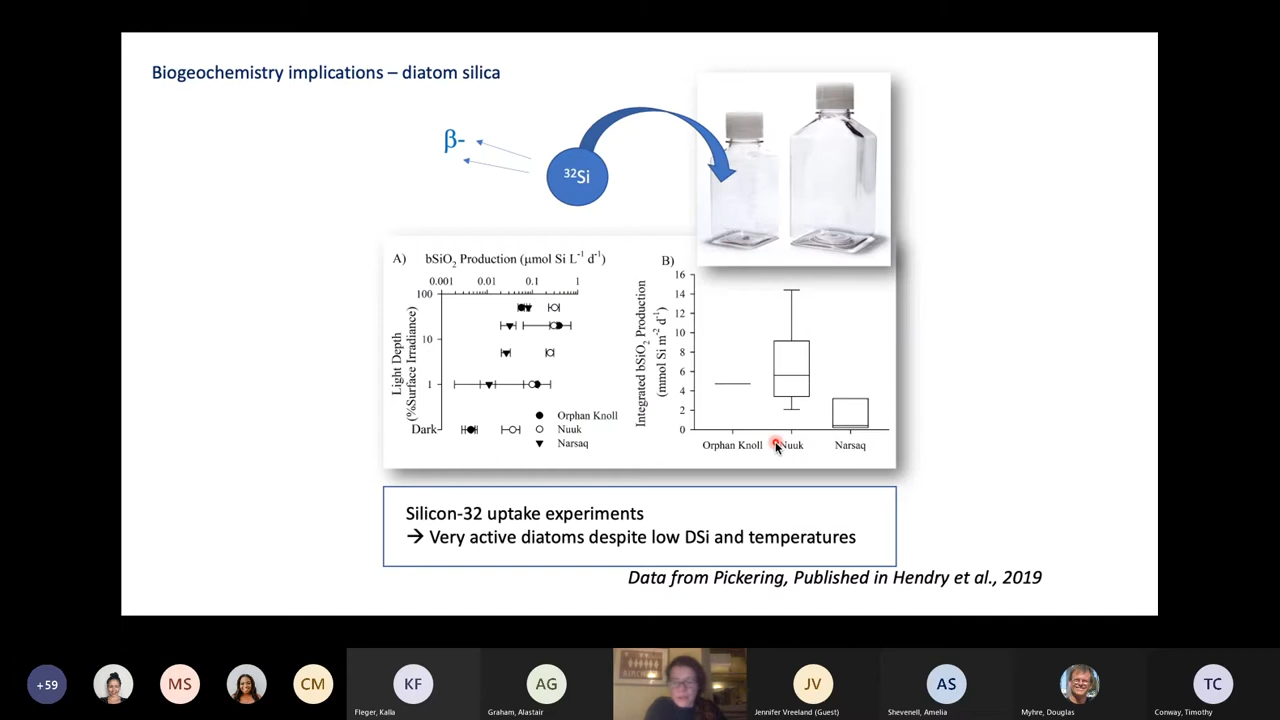 Biogeochemistry implications – diatom silica
β-
³²Si
A) bSiO₂ Production (μmol Si L⁻¹ d⁻¹)
0.001 0.01 0.1 1
100
10
1
Dark
Light Depth
(%Surface Irradiance)
Orphan Knoll
Nuuk
Narsaq
B)
16
14
12
10
8
6
4
2
0
Integrated bSiO₂ Production
(mmol Si m⁻² d⁻¹)
Orphan Knoll Nuuk Narsaq
Silicon-32 uptake experiments
→ Very active diatoms despite low DSi and temperatures
Data from Pickering, Published in Hendry et al., 2019
+59 MS CM KF AG JV AS TC
Fleger, Kalla Graham, Alastair Jennifer Vreeland (Guest) Shevenell, Amelia Myhre, Douglas Conway, Timothy